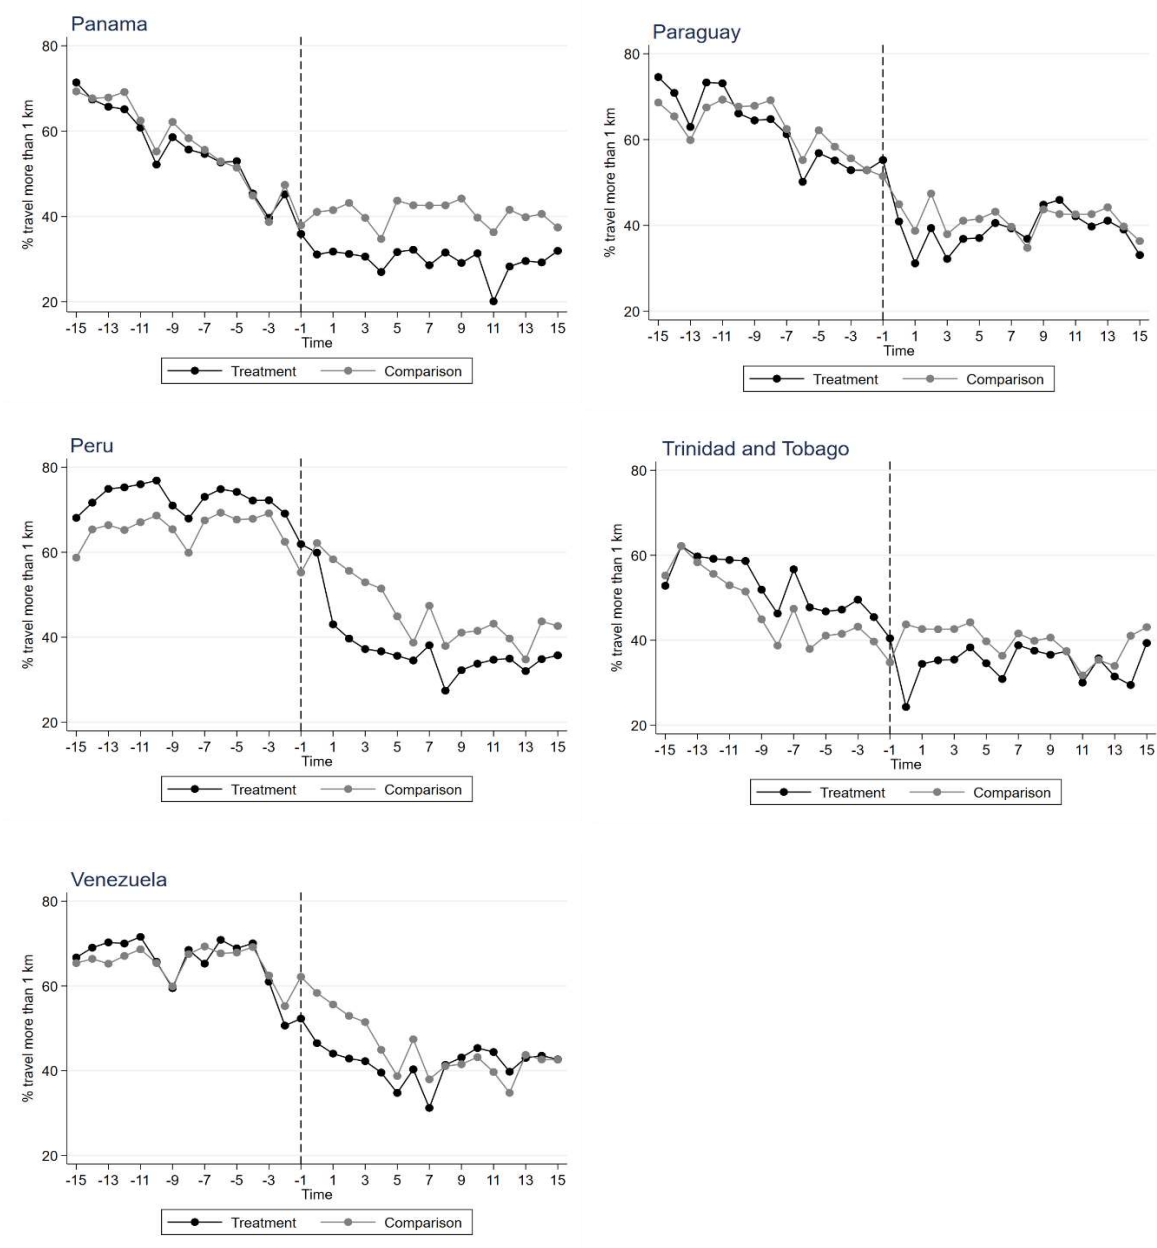 Panama
% travel more than 1 km
80
60
40
20
-15 -13 -11 -9 -7 -5 -3 -1 1 3 5 7 9 11 13 15
Time
Treatment Comparison
Paraguay
% travel more than 1 km
80
60
40
20
-15 -13 -11 -9 -7 -5 -3 -1 1 3 5 7 9 11 13 15
Time
Treatment Comparison
Peru
% travel more than 1 km
80
60
40
20
-15 -13 -11 -9 -7 -5 -3 -1 1 3 5 7 9 11 13 15
Time
Treatment Comparison
Trinidad and Tobago
% travel more than 1 km
80
60
40
20
-15 -13 -11 -9 -7 -5 -3 -1 1 3 5 7 9 11 13 15
Time
Treatment Comparison
Venezuela
% travel more than 1 km
80
60
40
20
-15 -13 -11 -9 -7 -5 -3 -1 1 3 5 7 9 11 13 15
Time
Treatment Comparison